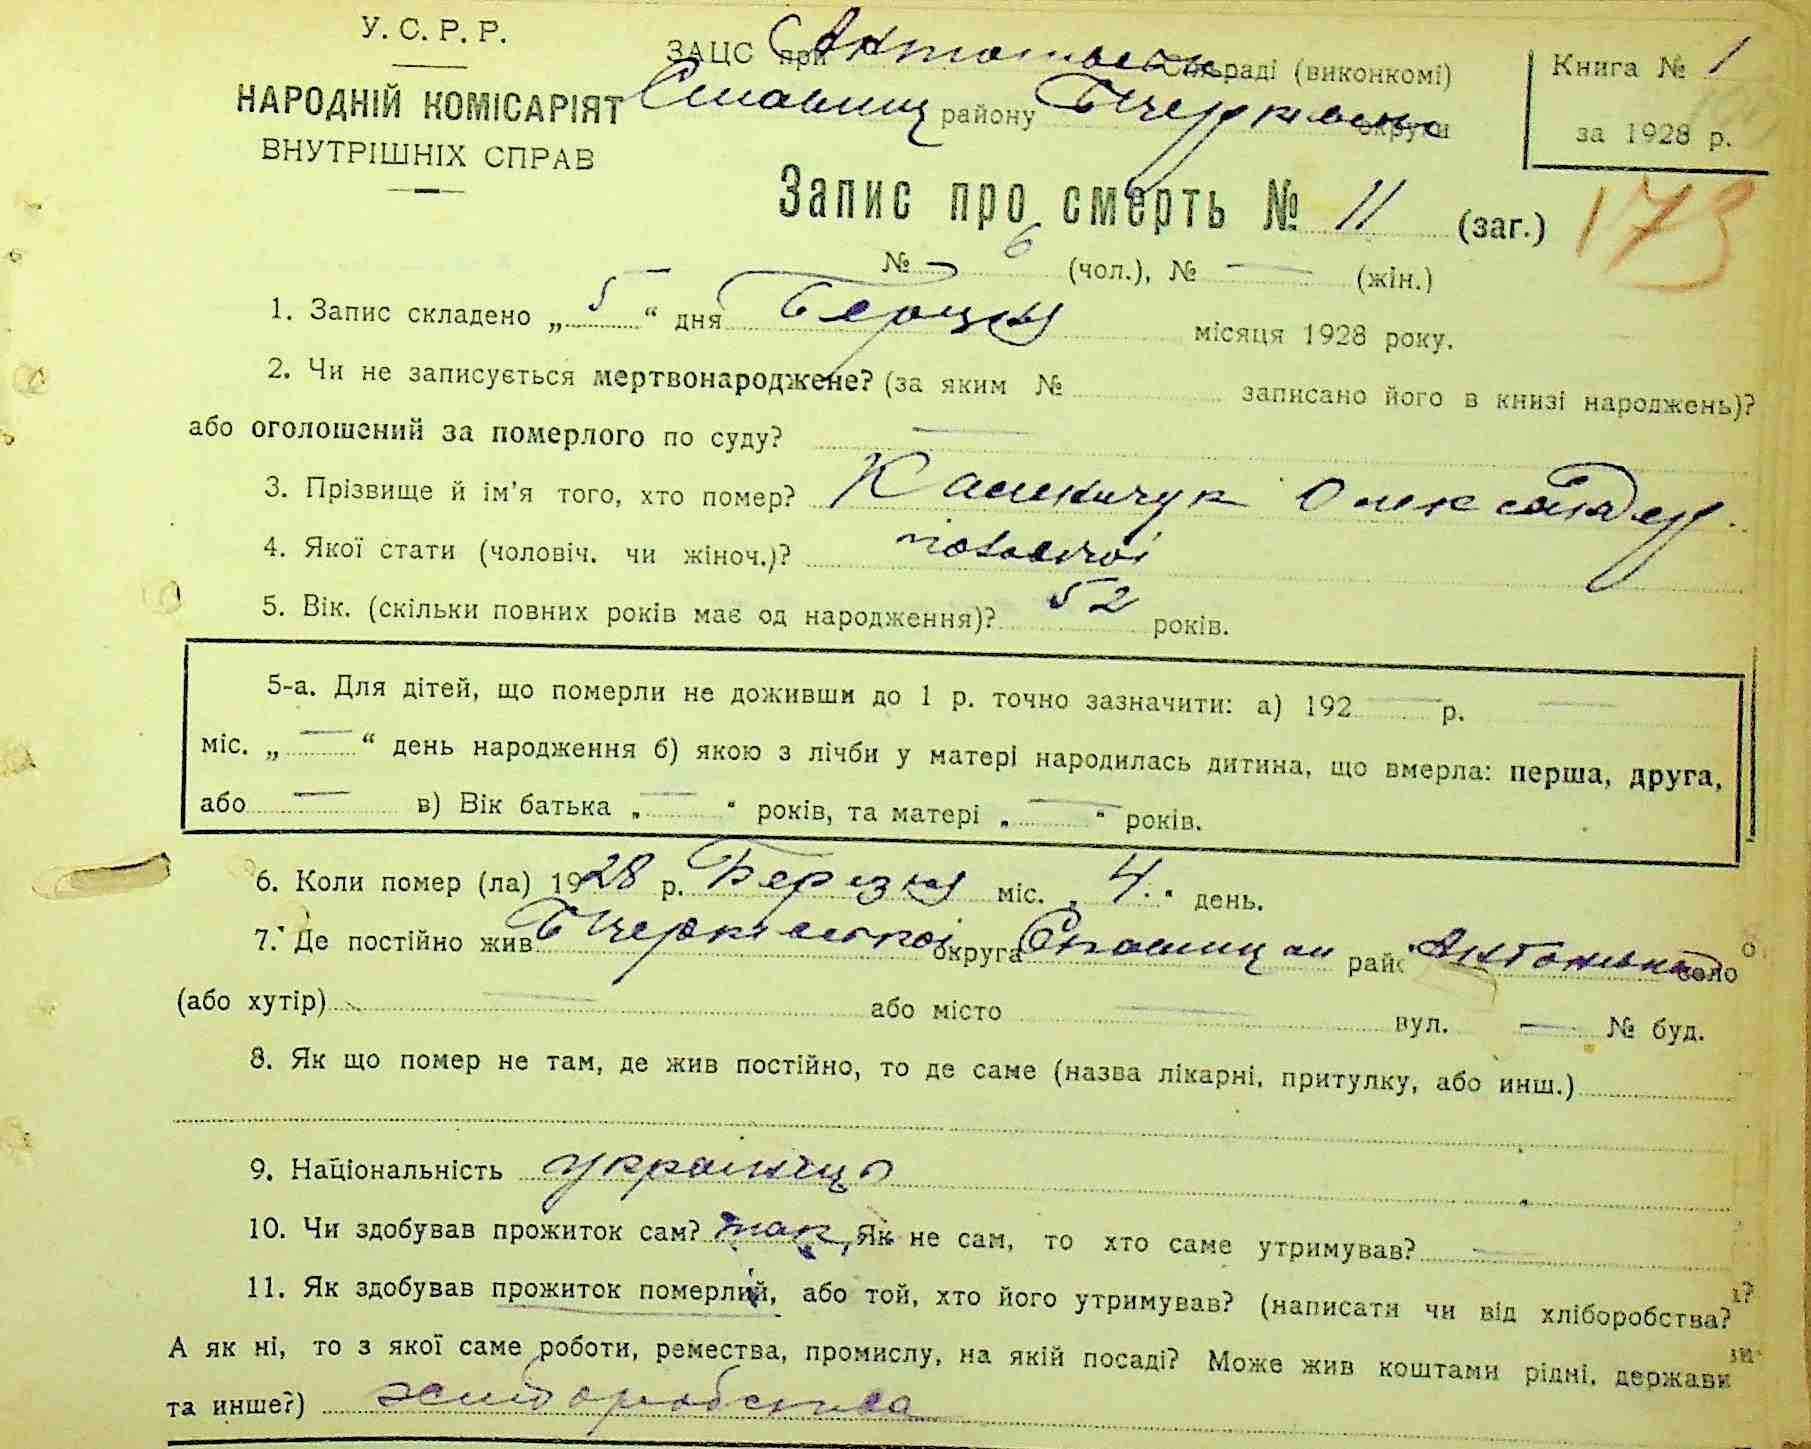 У. С. Р. Р.
НАРОДНІЙ КОМІСАРІЯТ
ВНУТРІШНІХ СПРАВ
ЗАЦС при Антонівськ сільраді (виконкомі)
Ставищ району Б Церківськ округи
Книга № 1
за 1928 р.
173
Запис про смерть № 11 (заг.)
№ 6 (чол.), № — (жін.)
1. Запис складено „ 5 “ дня Березня місяця 1928 року.
2. Чи не записується мертвонароджене? (за яким № записано його в книзі народжень)?
або оголошений за померлого по суду? —
3. Прізвище й ім’я того, хто помер? Олександер
4. Якої стати (чоловіч. чи жіноч.)? чоловічої
5. Вік. (скільки повних років має од народження)? 52 років.
5-а. Для дітей, що померли не доживши до 1 р. точно зазначити: а) 192 — р. —
міс. „ — “ день народження б) якою з лічби у матері народилась дитина, що вмерла: перша, друга,
або — в) Вік батька „ — “ років, та матері „ — “ років.
6. Коли помер (ла) 1928 р. Березня міс. „ 4 “ день.
7. Де постійно жив Б Церківської округа Ставищан райо Антонівка село
(або хутір) — або місто — вул. — № буд.
8. Як що помер не там, де жив постійно, то де саме (назва лікарні, притулку, або инш.)
9. Національність українець
10. Чи здобував прожиток сам? так, Як не сам, то хто саме утримував? —
11. Як здобував прожиток померлий, або той, хто його утримував? (написати чи від хліборобства?
А як ні, то з якої саме роботи, ремества, промислу, на якій посаді? Може жив коштами рідні, держави
та инше?) хліборобства